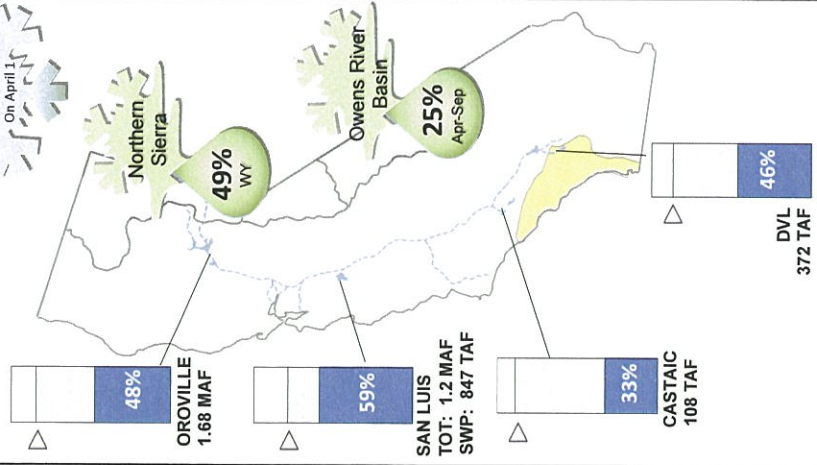 On April 1
Northern
Sierra
49%
WY
Owens River
Basin
25%
Apr-Sep
48%
OROVILLE
1.68 MAF
59%
SAN LUIS
TOT: 1.2 MAF
SWP: 847 TAF
33%
CASTAIC
108 TAF
46%
DVL
372 TAF